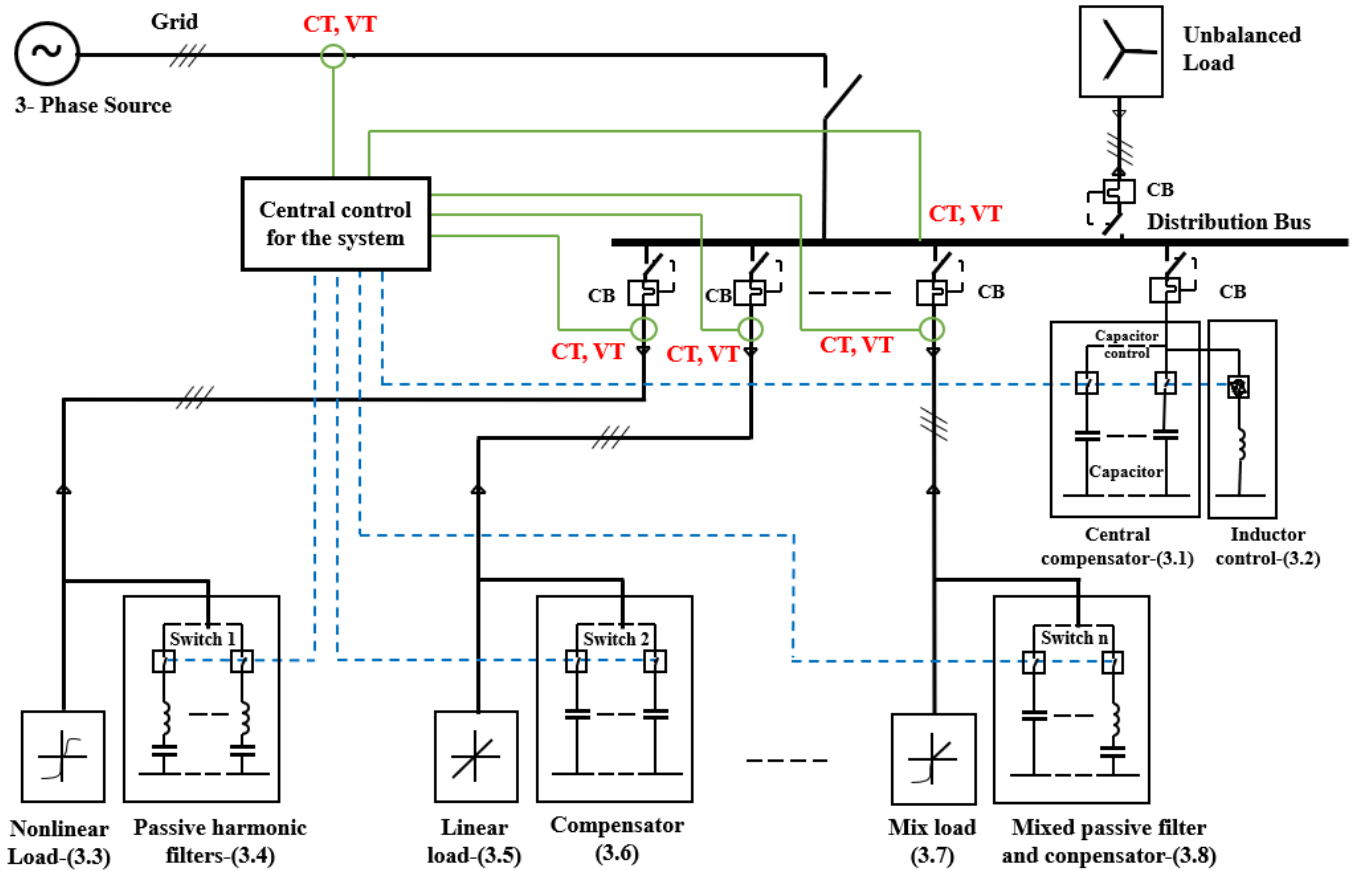 Grid
CT, VT
3- Phase Source
Unbalanced
Load
CB
Distribution Bus
Central control
for the system
CT, VT
CB
CB
CB
CB
CT, VT
CT, VT
CT, VT
Capacitor
control
Capacitor
Central
compensator-(3.1)
Inductor
control-(3.2)
Switch 1
Switch 2
Switch n
Nonlinear
Load-(3.3)
Passive harmonic
filters-(3.4)
Linear
load-(3.5)
Compensator
(3.6)
Mix load
(3.7)
Mixed passive filter
and conpensator-(3.8)